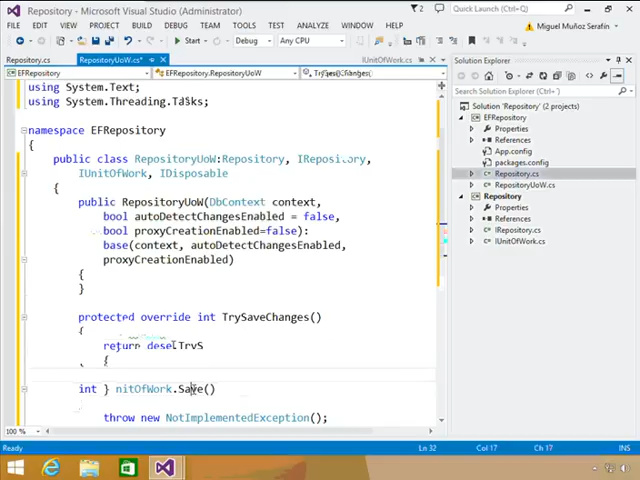 Repository - Microsoft Visual Studio (Administrator)
2
Quick Launch (Ctrl+Q)
FILE EDIT VIEW PROJECT BUILD DEBUG TEAM TOOLS TEST ANALYZE WINDOW HELP
Miguel Muñoz Serafín
Start Debug Any CPU
Repository.cs RepositoryUoW.cs* IUnitOfWork.cs
EFRepository EFRepository.RepositoryUoW
using System.Text;
using System.Threading.Tasks;
namespace EFRepository
{
public class RepositoryUoW:Repository, IRepository,
IUnitOfWork, IDisposable
{
public RepositoryUoW(DbContext context,
bool autoDetectChangesEnabled = false,
bool proxyCreationEnabled=false):
base(context, autoDetectChangesEnabled,
proxyCreationEnabled)
{
}
protected override int TrySaveChanges()
{
return
{
int } nitOfWork.Save()
throw new NotImplementedException();
100 %
Solution Explorer
Search Solution Explorer (Ctrl+')
Solution 'Repository' (2 projects)
EFRepository
Properties
References
App.config
packages.config
Repository.cs
RepositoryUoW.cs
Repository
Properties
References
IRepository.cs
IUnitOfWork.cs
Ready Ln 32 Col 17 Ch 17 INS